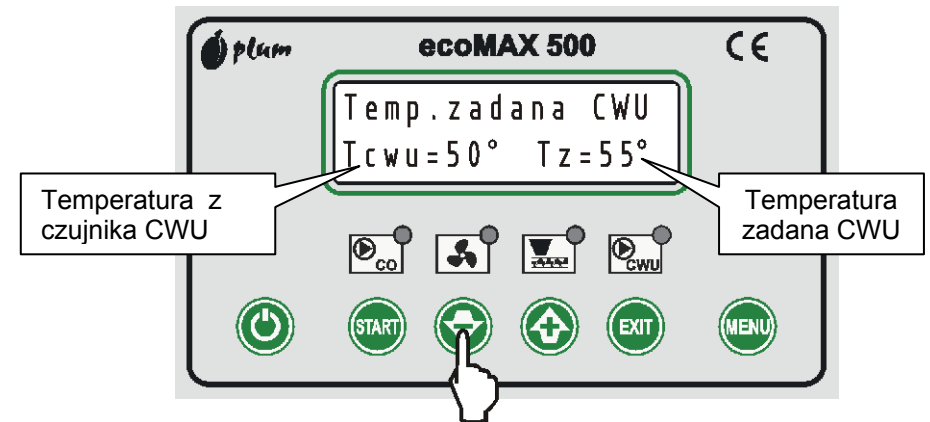 plum
ecoMAX 500
CE
Temp.zadana CWU
Tcwu=50° Tz=55°
Temperatura z
czujnika CWU
Temperatura
zadana CWU
CO
CWU
START
EXIT
MENU